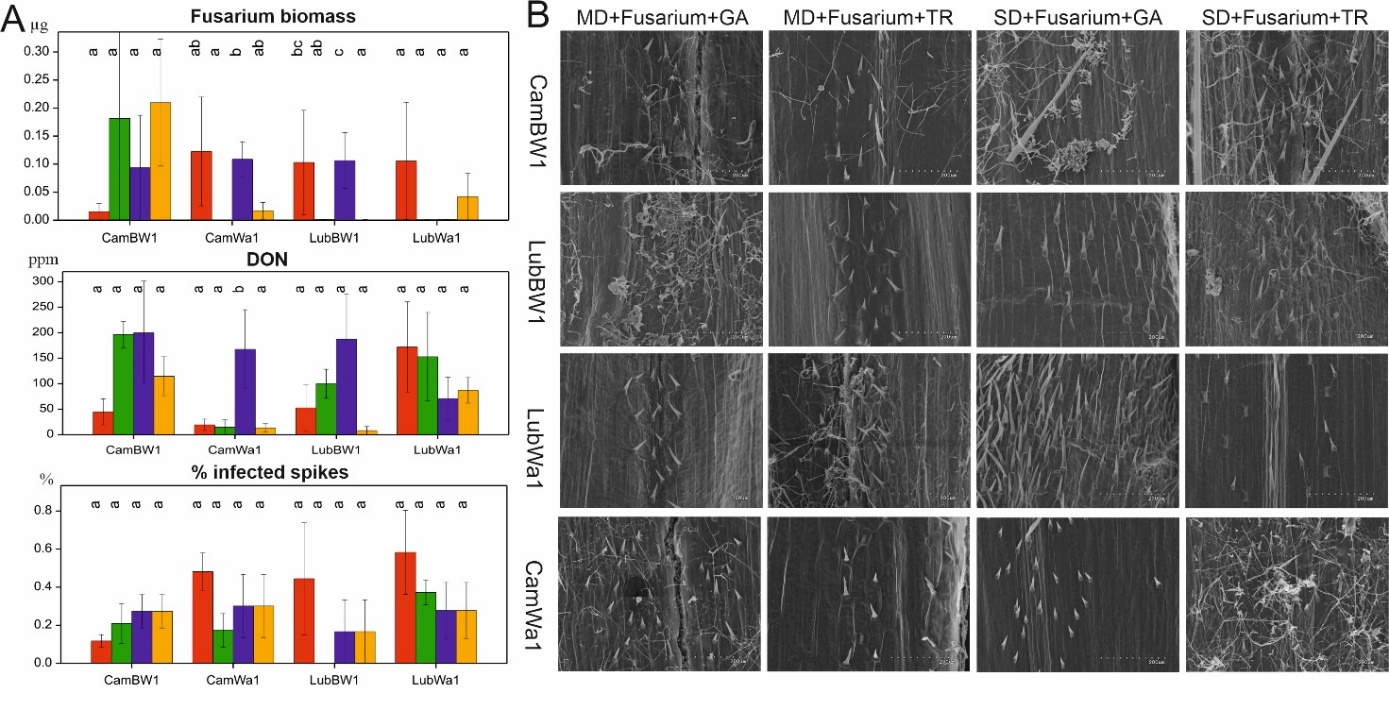 A
Fusarium biomass
µg
0.30
0.25
0.20
0.15
0.10
0.05
0.00
a a a a ab a b ab bc ab c a a a a a
CamBW1 CamWa1 LubBW1 LubWa1
DON
ppm
300
250
200
150
100
50
0
a a a a a a b a a a a a a a a a
CamBW1 CamWa1 LubBW1 LubWa1
% infected spikes
%
0.8
0.6
0.4
0.2
0.0
a a a a a a a a a a a a a a a a
CamBW1 CamWa1 LubBW1 LubWa1
B
MD+Fusarium+GA MD+Fusarium+TR SD+Fusarium+GA SD+Fusarium+TR
CamBW1
LubBW1
LubWa1
CamWa1